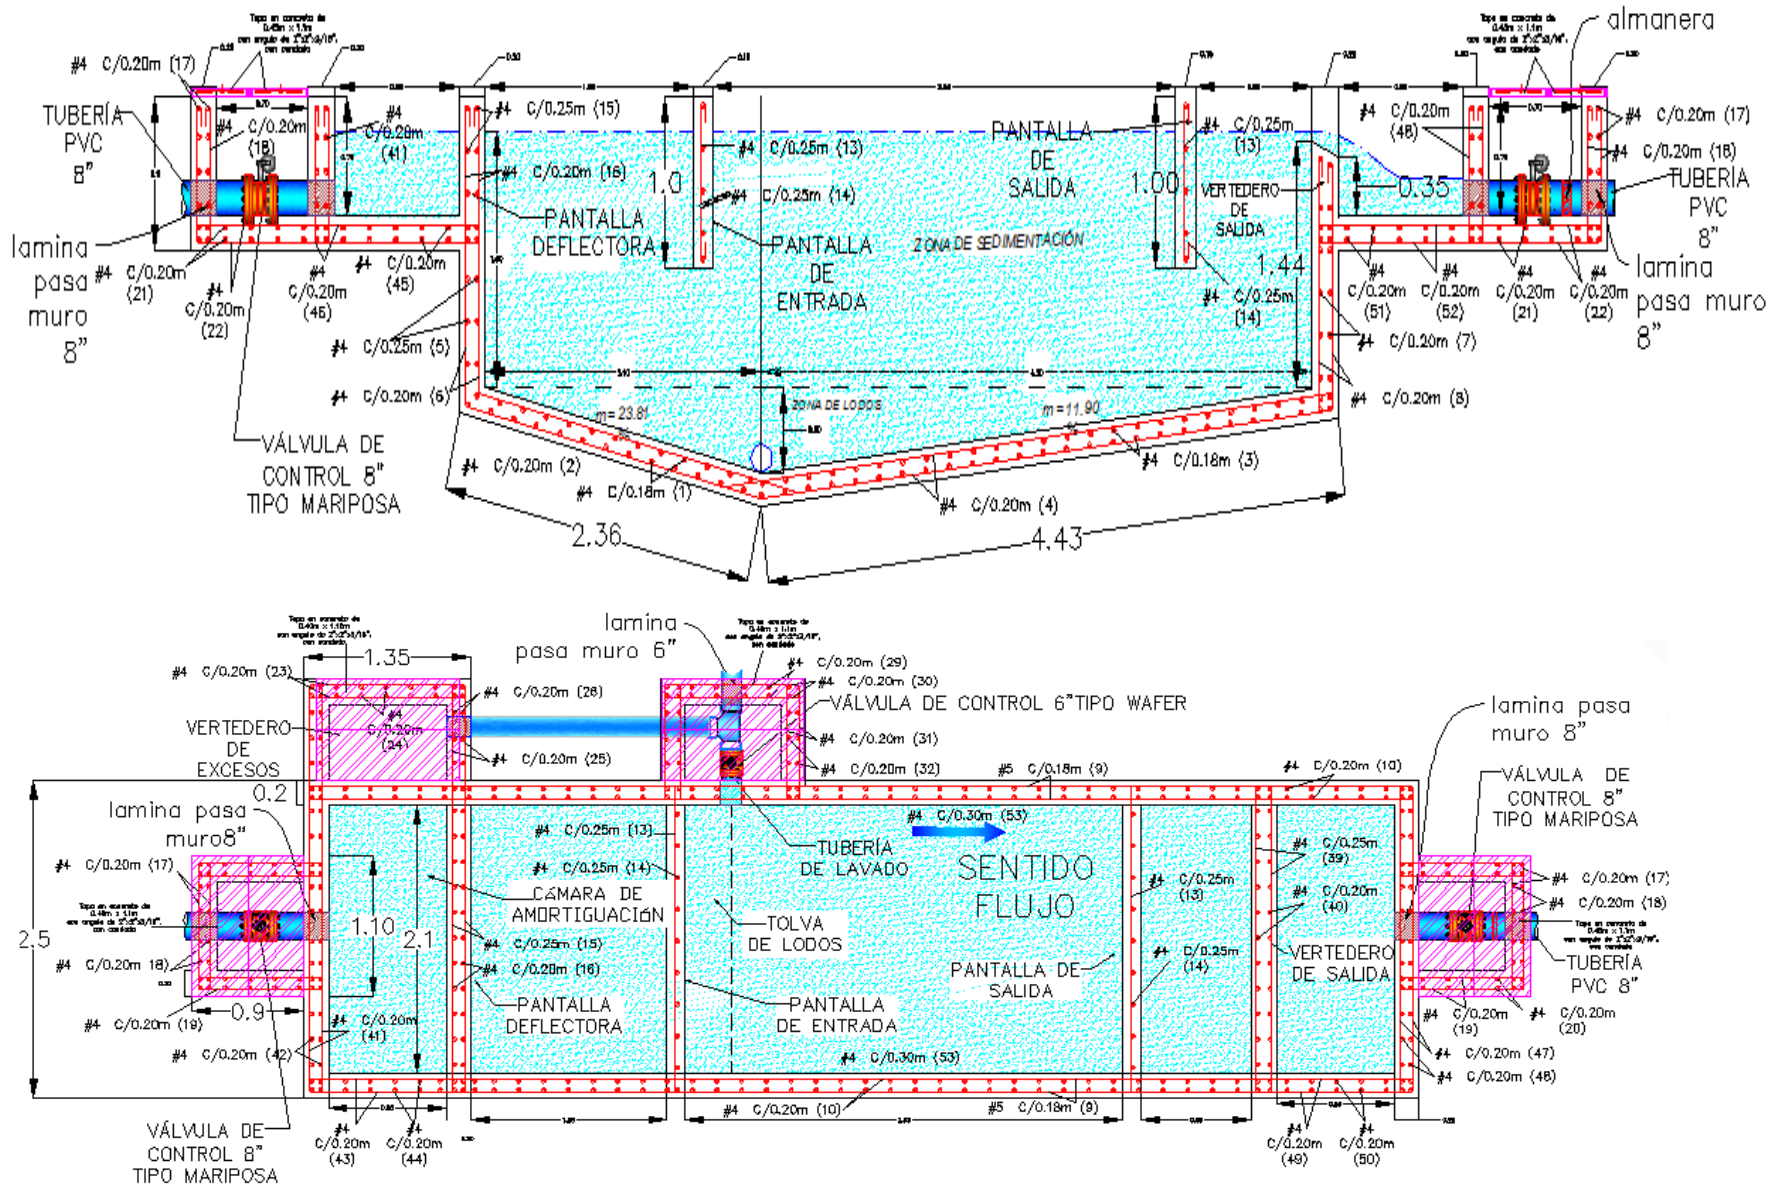 almanera
#4 C/0.20m (17)
TUBERÍA
PVC
8"
#4
C/0.20m
(18)
#4
C/0.20m
(41)
#4 C/0.25m (15)
#4 C/0.20m (16)
PANTALLA
DEFLECTORA
1.0
#4 C/0.25m (13)
#4 C/0.25m (14)
PANTALLA
DE
ENTRADA
PANTALLA
DE
SALIDA
1.00
#4 C/0.25m
(13)
VERTEDERO
DE
SALIDA
ZONA DE SEDIMENTACIÓN
1.44
0.35
#4 C/0.20m
(48)
#4 C/0.20m (17)
#4 C/0.20m (18)
TUBERÍA
PVC
8"
lamina
pasa
muro
8"
#4 C/0.20m
(21)
#4
C/0.20m
(22)
#4
C/0.20m
(46)
#4 C/0.20m
(45)
#4 C/0.25m (5)
#4 C/0.20m (6)
#4 C/0.25m
(14)
#4
C/0.20m
(51)
#4
C/0.20m
(52)
#4
C/0.20m
(21)
#4
C/0.20m
(22)
lamina
pasa muro
8"
#4 C/0.20m (7)
#4 C/0.20m (8)
m=23.81
%
ZONA DE LODOS
m=11.90
%
VÁLVULA DE
CONTROL 8"
TIPO MARIPOSA
#4 C/0.20m (2)
#4 C/0.18m (1)
#4 C/0.18m (3)
#4 C/0.20m (4)
2.36
4.43
lamina
pasa muro 6"
1.35
#4 C/0.20m (23)
#4 C/0.20m (26)
#4 C/0.20m (29)
#4 C/0.20m (30)
VÁLVULA DE CONTROL 6"TIPO WAFER
VERTEDERO
DE
EXCESOS
#4
C/0.20m
(24)
#4 C/0.20m (25)
#4 C/0.20m (31)
#4 C/0.20m (32)
#5 C/0.18m (9)
#4 C/0.20m (10)
lamina pasa
muro 8"
VÁLVULA DE
CONTROL 8"
TIPO MARIPOSA
0.2
lamina pasa
muro8"
#4 C/0.20m (17)
#4 C/0.25m (13)
#4 C/0.25m (14)
TUBERÍA
DE LAVADO
#4 C/0.30m (53)
SENTIDO
FLUJO
#4 C/0.25m
(39)
#4 C/0.20m
(40)
#4 C/0.25m
(13)
#4 C/0.20m (17)
#4 C/0.20m (18)
CÁMARA DE
AMORTIGUACIÓN
2.5
1.10
2.1
TOLVA
DE LODOS
#4 C/0.25m (15)
#4 C/0.20m (16)
#4 C/0.20m 18)
PANTALLA
DEFLECTORA
PANTALLA
DE ENTRADA
PANTALLA DE
SALIDA
#4 C/0.25m
(14)
VERTEDERO
DE SALIDA
TUBERÍA
PVC 8"
0.9
#4 C/0.20m (19)
#4 C/0.20m
(41)
#4 C/0.20m (42)
#4 C/0.20m
(19)
#4 C/0.20m
(20)
#4 C/0.20m (47)
#4 C/0.20m (48)
#4 C/0.30m (53)
#4 C/0.20m (10)
#5 C/0.18m (9)
#4
C/0.20m
(43)
#4
C/0.20m
(44)
#4
C/0.20m
(49)
#4
C/0.20m
(50)
VÁLVULA DE
CONTROL 8"
TIPO MARIPOSA